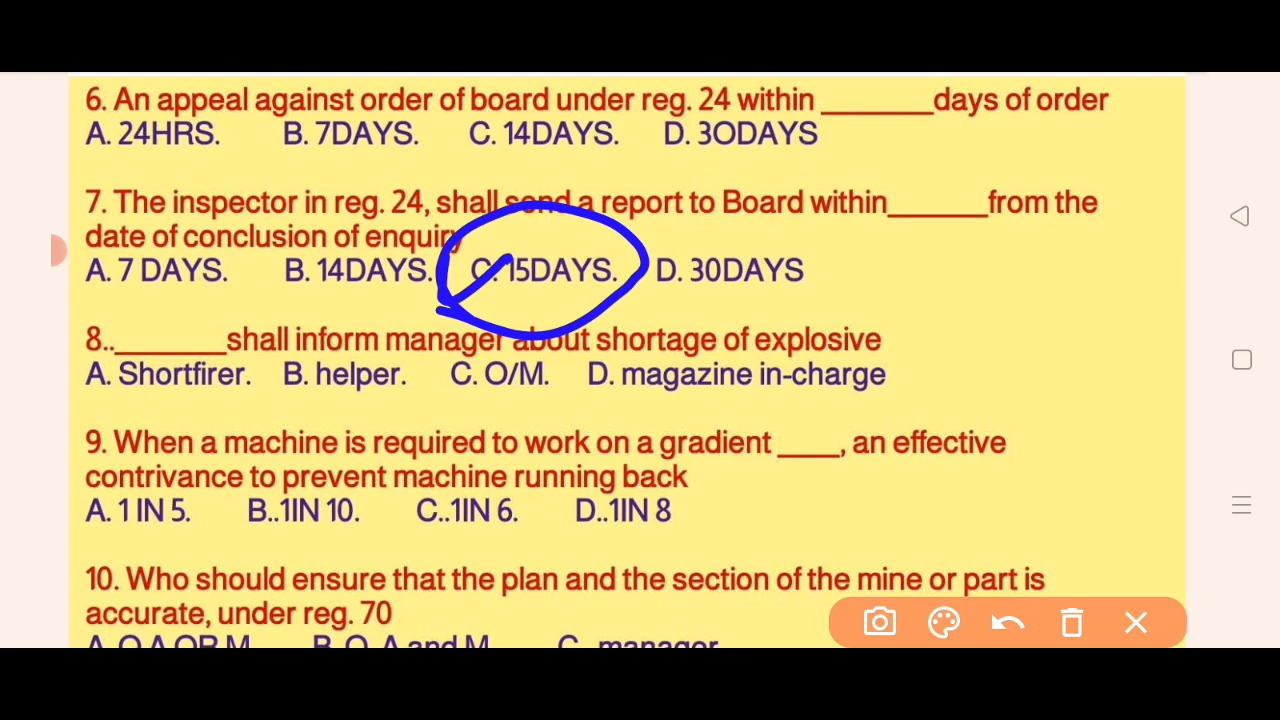 6. An appeal against order of board under reg. 24 within ________days of order
A. 24HRS. B. 7DAYS. C. 14DAYS. D. 3ODAYS
7. The inspector in reg. 24, shall send a report to Board within_______from the
date of conclusion of enquiry
A. 7 DAYS. B. 14DAYS. C. 15DAYS. D. 30DAYS
8..________shall inform manager about shortage of explosive
A. Shortfirer. B. helper. C. O/M. D. magazine in-charge
9. When a machine is required to work on a gradient ____, an effective
contrivance to prevent machine running back
A. 1 IN 5. B..1IN 10. C..1IN 6. D..1IN 8
10. Who should ensure that the plan and the section of the mine or part is
accurate, under reg. 70
A. O,A OR M B. O, A and M C. manager